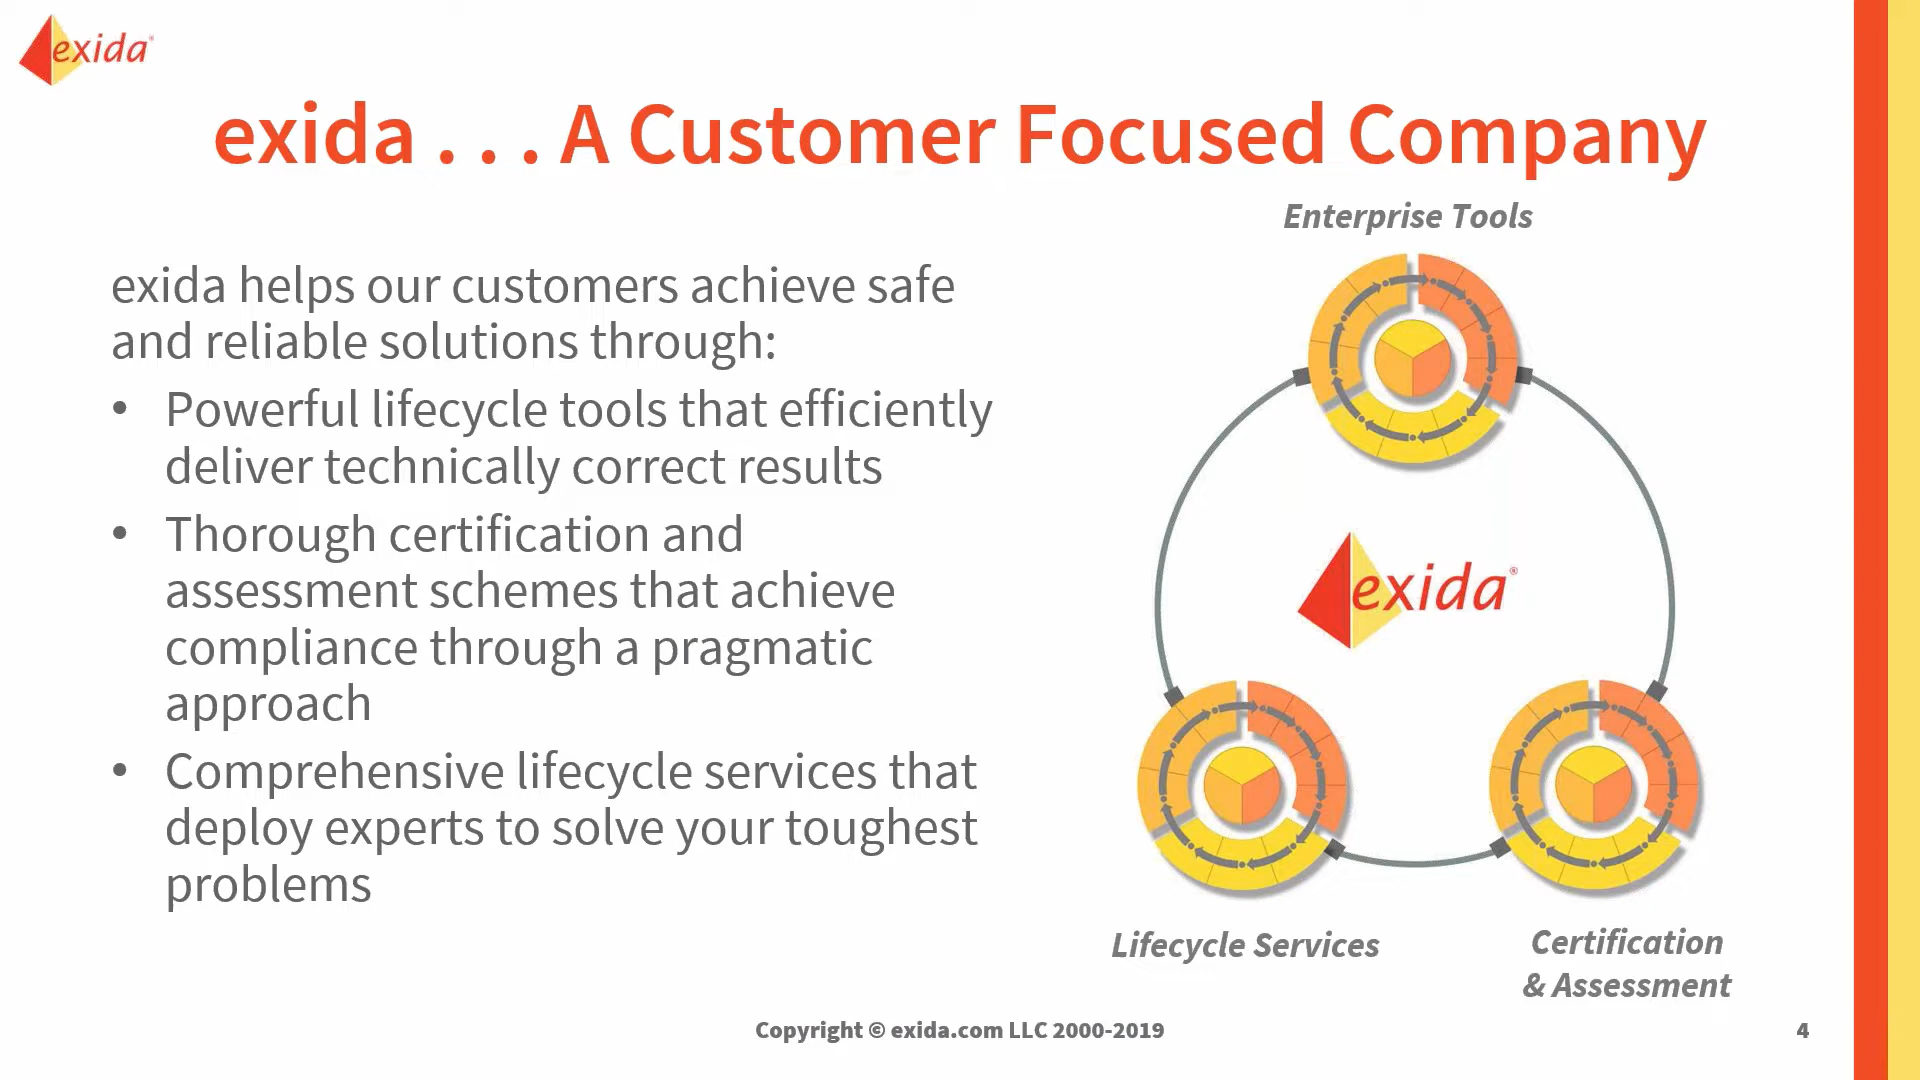 exida
exida . . . A Customer Focused Company
exida helps our customers achieve safe
and reliable solutions through:
• Powerful lifecycle tools that efficiently
deliver technically correct results
• Thorough certification and
assessment schemes that achieve
compliance through a pragmatic
approach
• Comprehensive lifecycle services that
deploy experts to solve your toughest
problems
Enterprise Tools
exida®
Lifecycle Services
Certification
& Assessment
Copyright © exida.com LLC 2000-2019
4